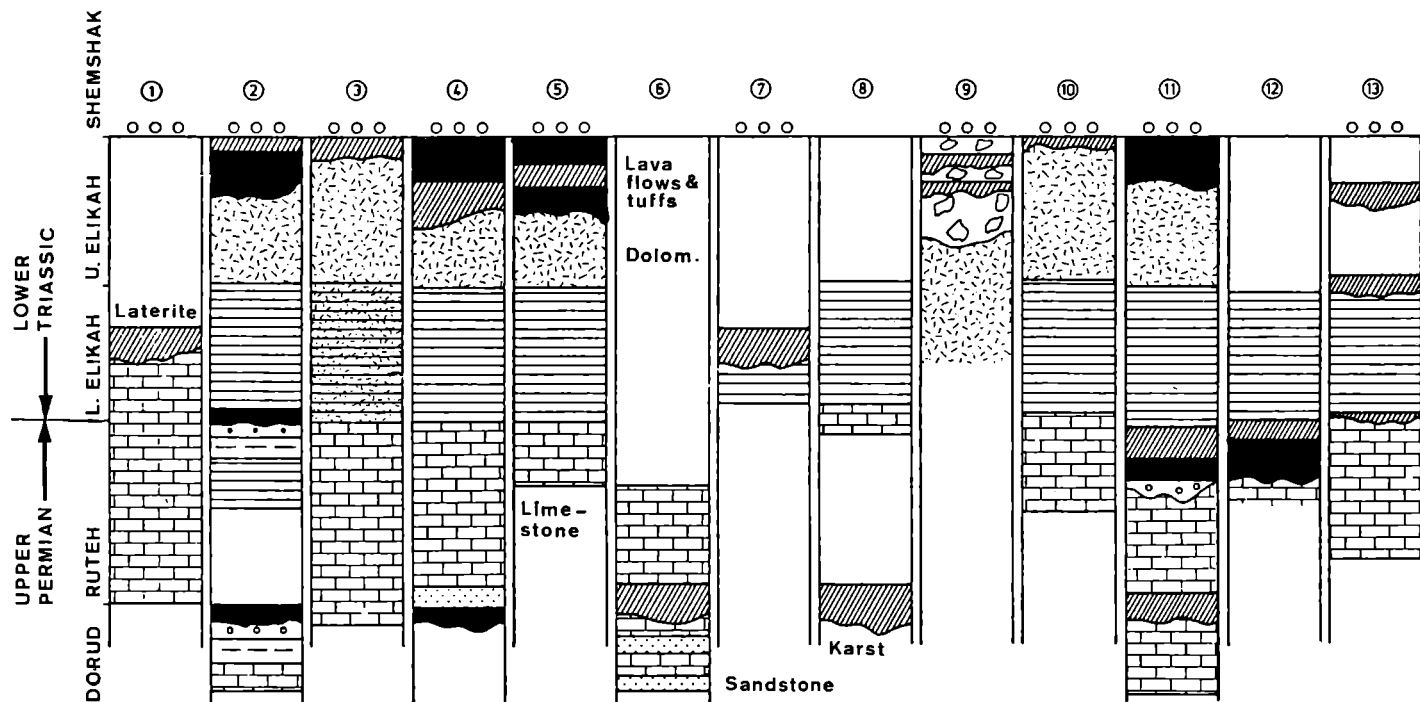 SHEMSHAK
① ② ③ ④ ⑤ ⑥ ⑦ ⑧ ⑨ ⑩ ⑪ ⑫ ⑬
U. ELIKAH
Lava
flows &
tuffs
Dolom.
LOWER
TRIASSIC
L. ELIKAH
Laterite
UPPER
PERMIAN
RUTEH
Lime-
stone
DORUD
Karst
Sandstone